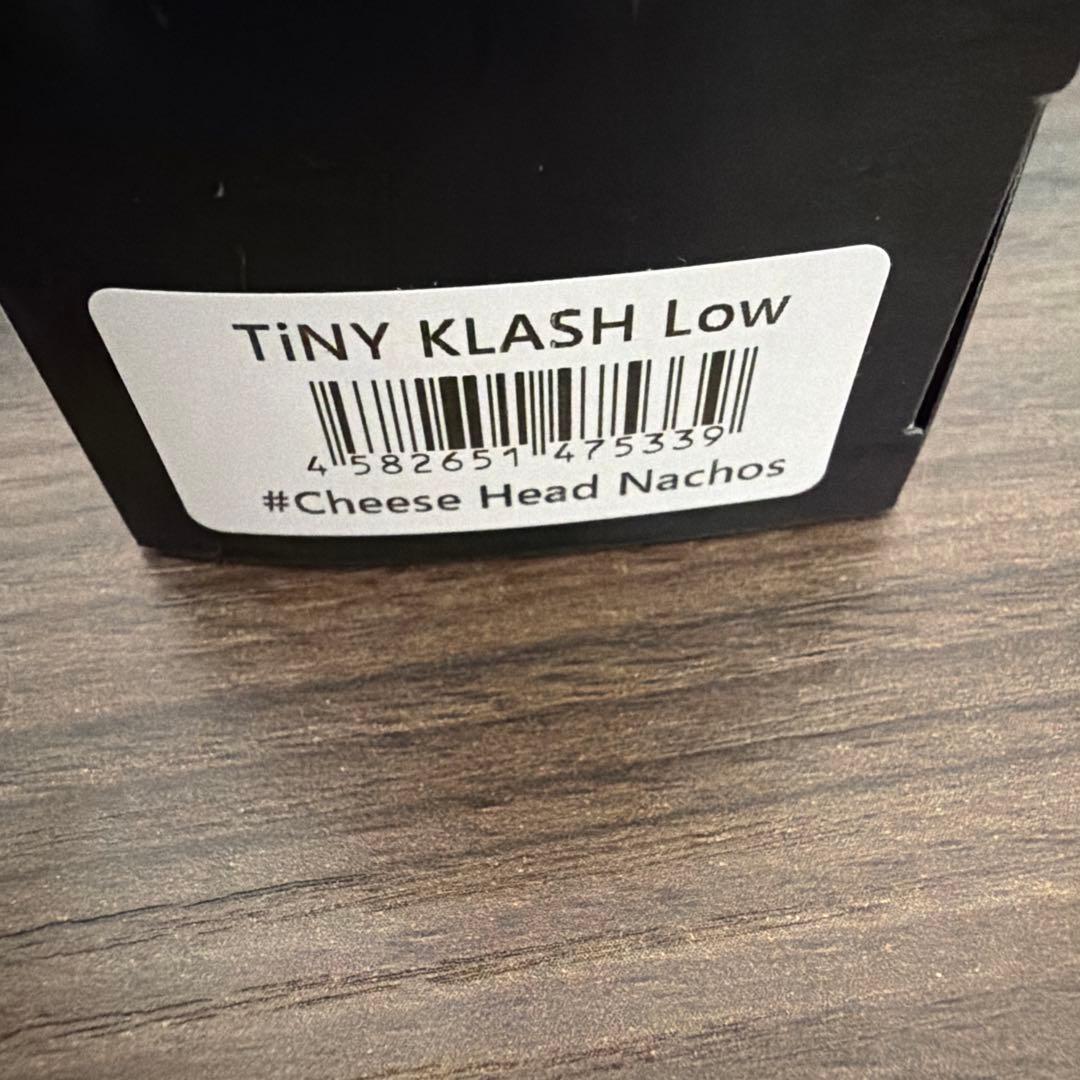 TiNY KLASH Low
4 582651 475339
#Cheese Head Nachos